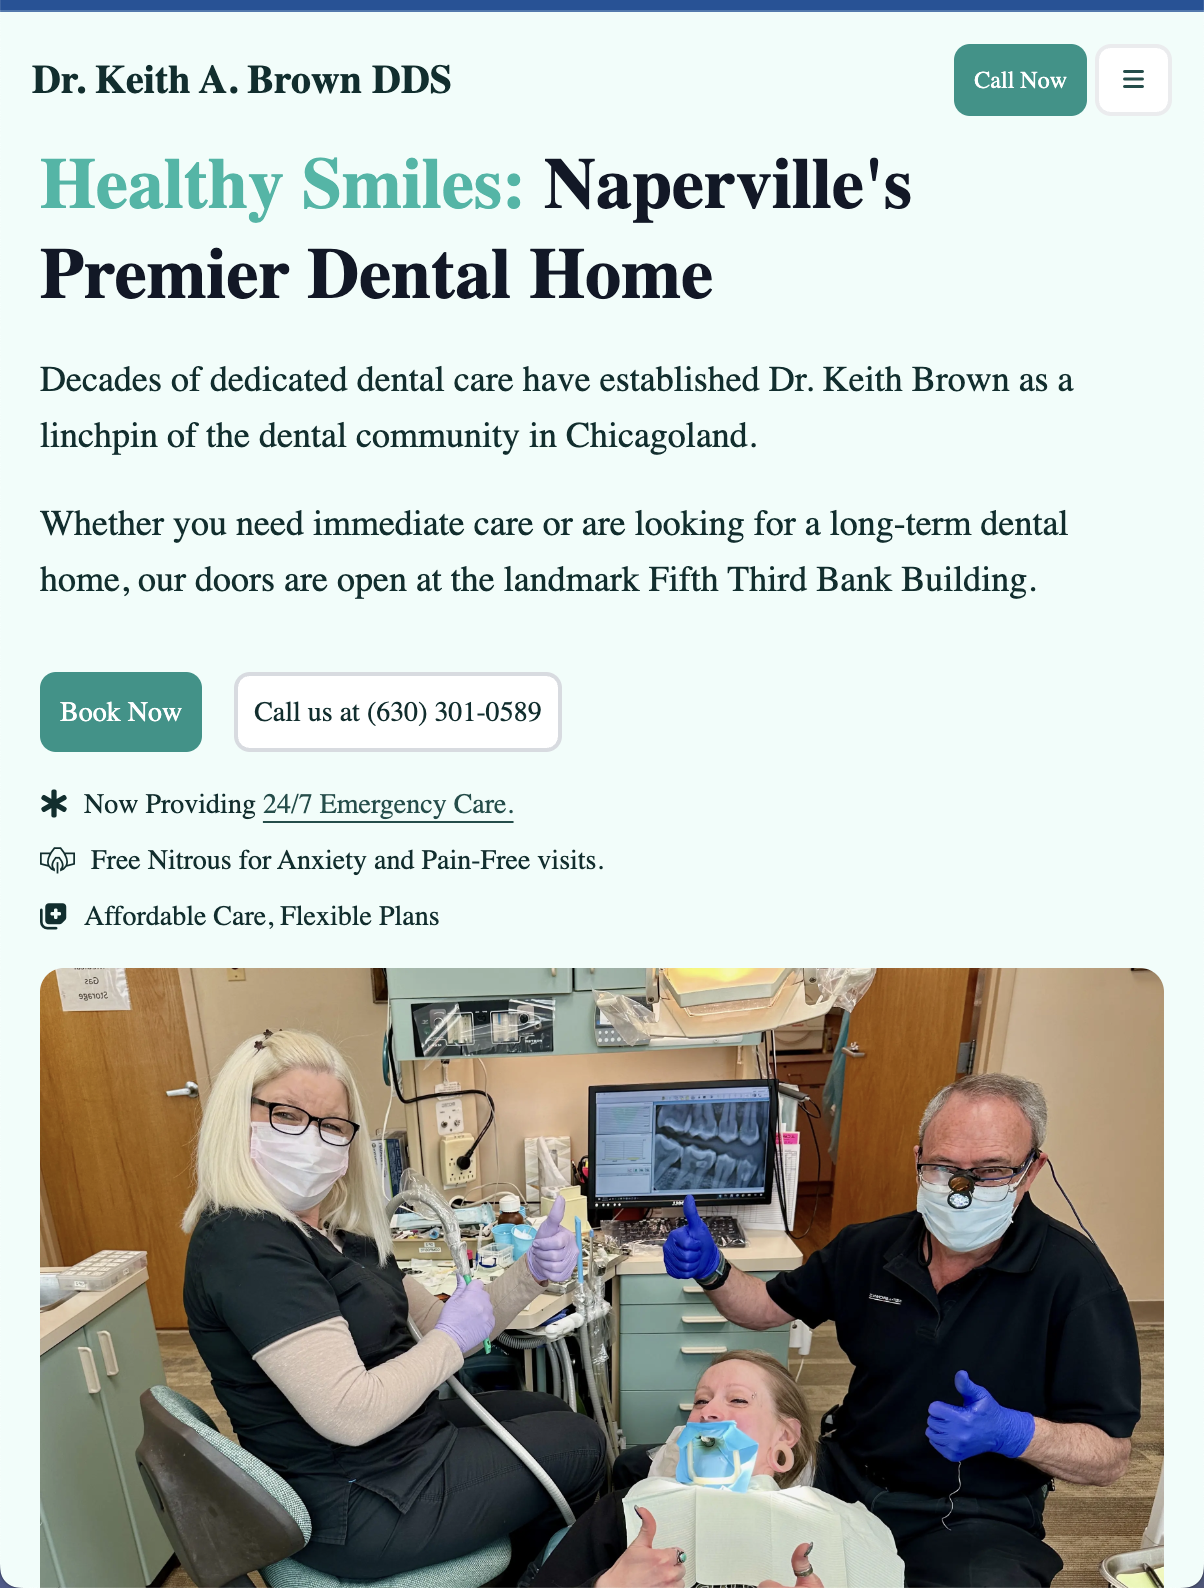 Dr. Keith A. Brown DDS
Call Now
Healthy Smiles: Naperville's
Premier Dental Home
Decades of dedicated dental care have established Dr. Keith Brown as a
linchpin of the dental community in Chicagoland.
Whether you need immediate care or are looking for a long-term dental
home, our doors are open at the landmark Fifth Third Bank Building.
Book Now
Call us at (630) 301-0589
Now Providing 24/7 Emergency Care.
Free Nitrous for Anxiety and Pain-Free visits.
Affordable Care, Flexible Plans
Gas
Storage